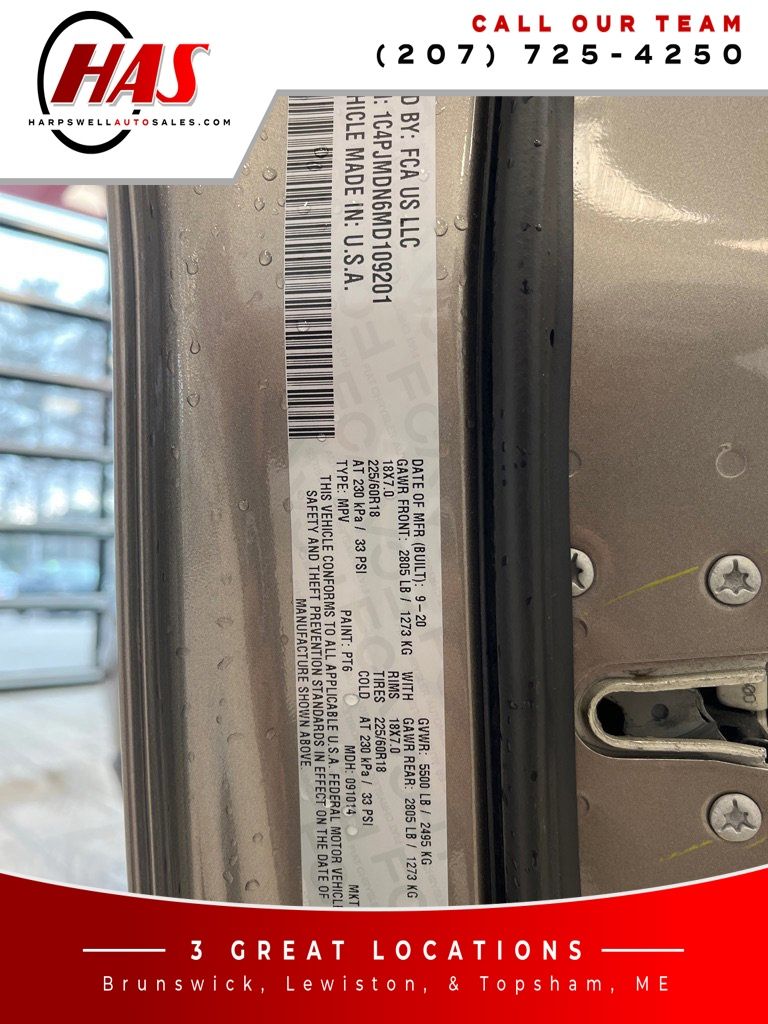 HAS
HARPSWELLAUTOSALES.COM
CALL OUR TEAM
(207) 725-4250
D BY: FCA US LLC
1C4PJMDN6MD109201
HICLE MADE IN: U.S.A.
DATE OF MFR (BUILT): 9-20 GVWR: 5500 LB / 2495 KG
GAWR FRONT: 2805 LB / 1273 KG WITH GAWR REAR: 2805 LB / 1273 KG
18X7.0 RIMS 18X7.0
225/60R18 TIRES 225/60R18
AT 230 kPa / 33 PSI COLD AT 230 kPa / 33 PSI
TYPE: MPV PAINT: PT6 MDH: 091014 MKT
THIS VEHICLE CONFORMS TO ALL APPLICABLE U.S.A. FEDERAL MOTOR VEHICLE
SAFETY AND THEFT PREVENTION STANDARDS IN EFFECT ON THE DATE OF
MANUFACTURE SHOWN ABOVE.
3 GREAT LOCATIONS
Brunswick, Lewiston, & Topsham, ME